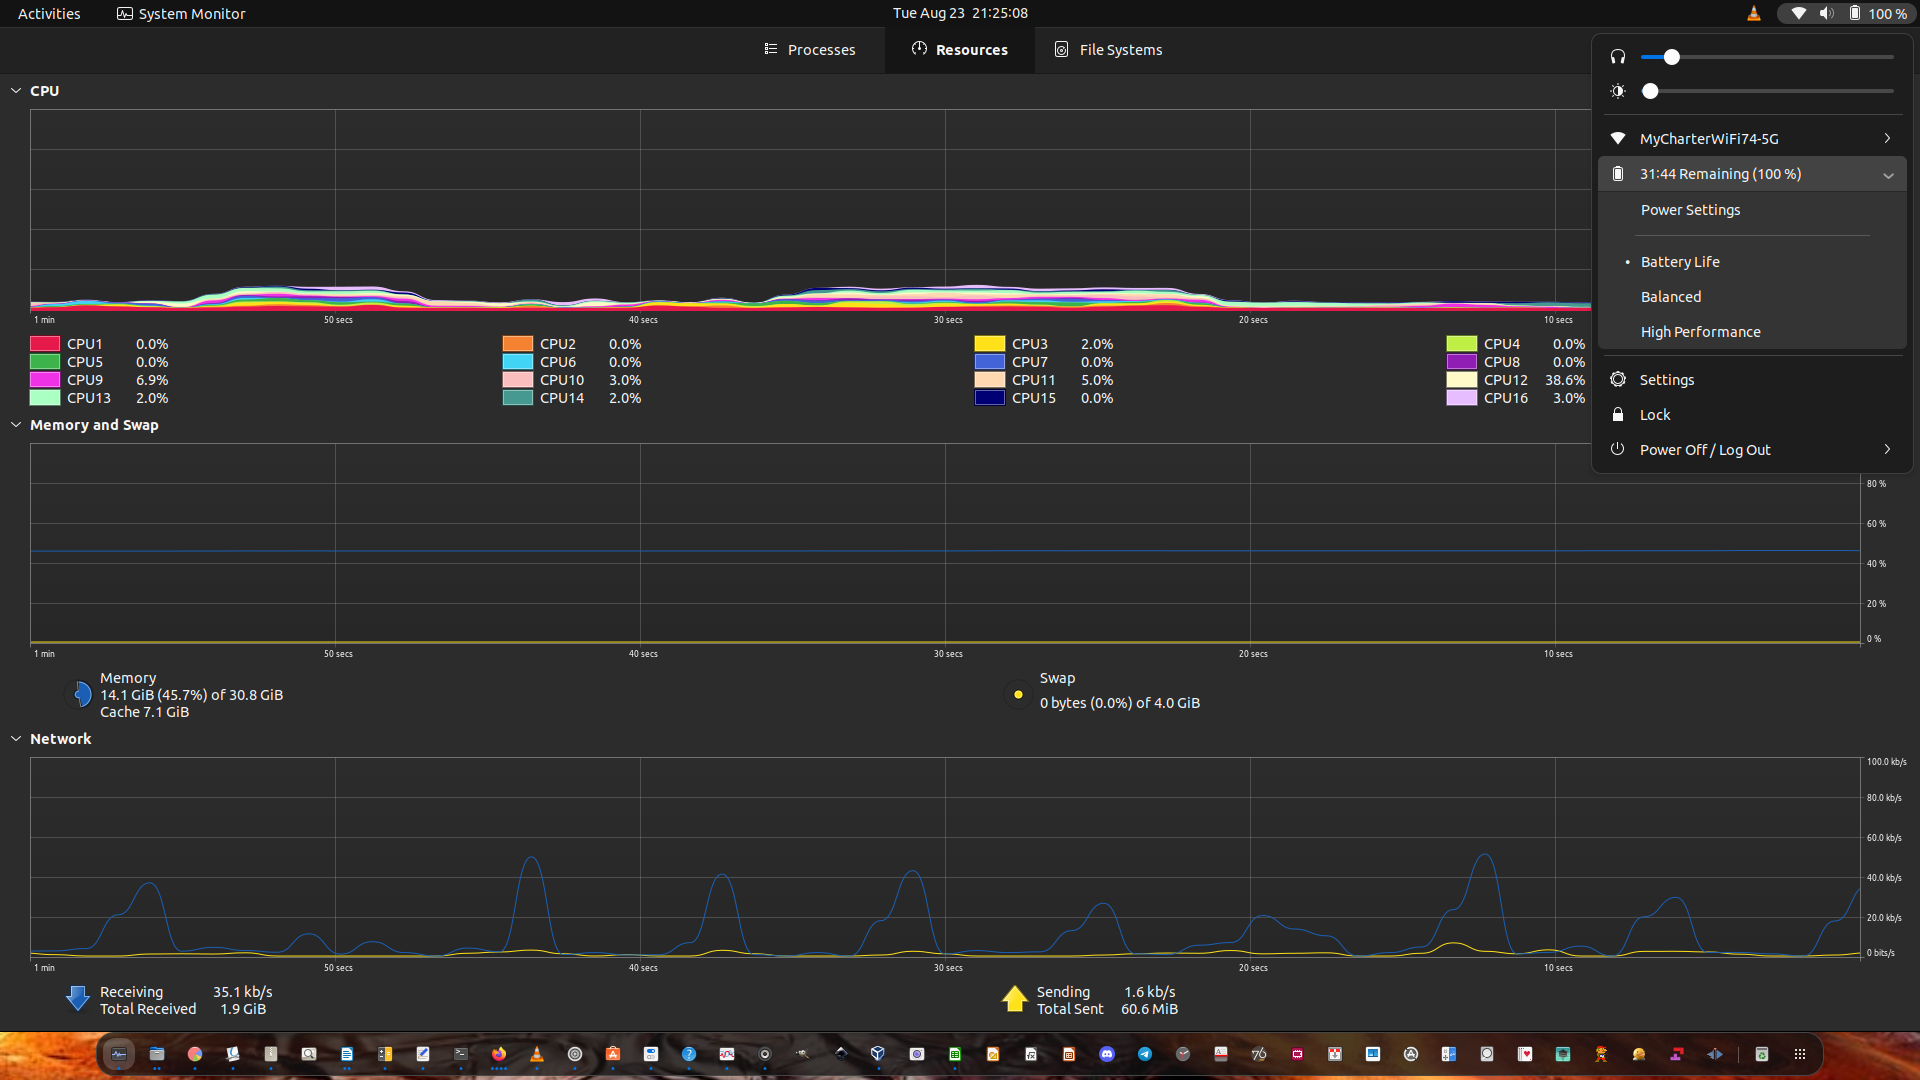 Activities
System Monitor
Tue Aug 23 21:25:08
100 %
Processes
Resources
File Systems
CPU
1 min
50 secs
40 secs
30 secs
20 secs
10 secs
CPU1 0.0%
CPU2 0.0%
CPU3 2.0%
CPU4 0.0%
CPU5 0.0%
CPU6 0.0%
CPU7 0.0%
CPU8 0.0%
CPU9 6.9%
CPU10 3.0%
CPU11 5.0%
CPU12 38.6%
CPU13 2.0%
CPU14 2.0%
CPU15 0.0%
CPU16 3.0%
MyCharterWiFi74-5G
31:44 Remaining (100 %)
Power Settings
• Battery Life
Balanced
High Performance
Settings
Lock
Power Off / Log Out
Memory and Swap
80 %
60 %
40 %
20 %
0 %
1 min
50 secs
40 secs
30 secs
20 secs
10 secs
Memory
14.1 GiB (45.7%) of 30.8 GiB
Cache 7.1 GiB
Swap
0 bytes (0.0%) of 4.0 GiB
Network
100.0 kb/s
80.0 kb/s
60.0 kb/s
40.0 kb/s
20.0 kb/s
0 bits/s
1 min
50 secs
40 secs
30 secs
20 secs
10 secs
Receiving 35.1 kb/s
Total Received 1.9 GiB
Sending 1.6 kb/s
Total Sent 60.6 MiB